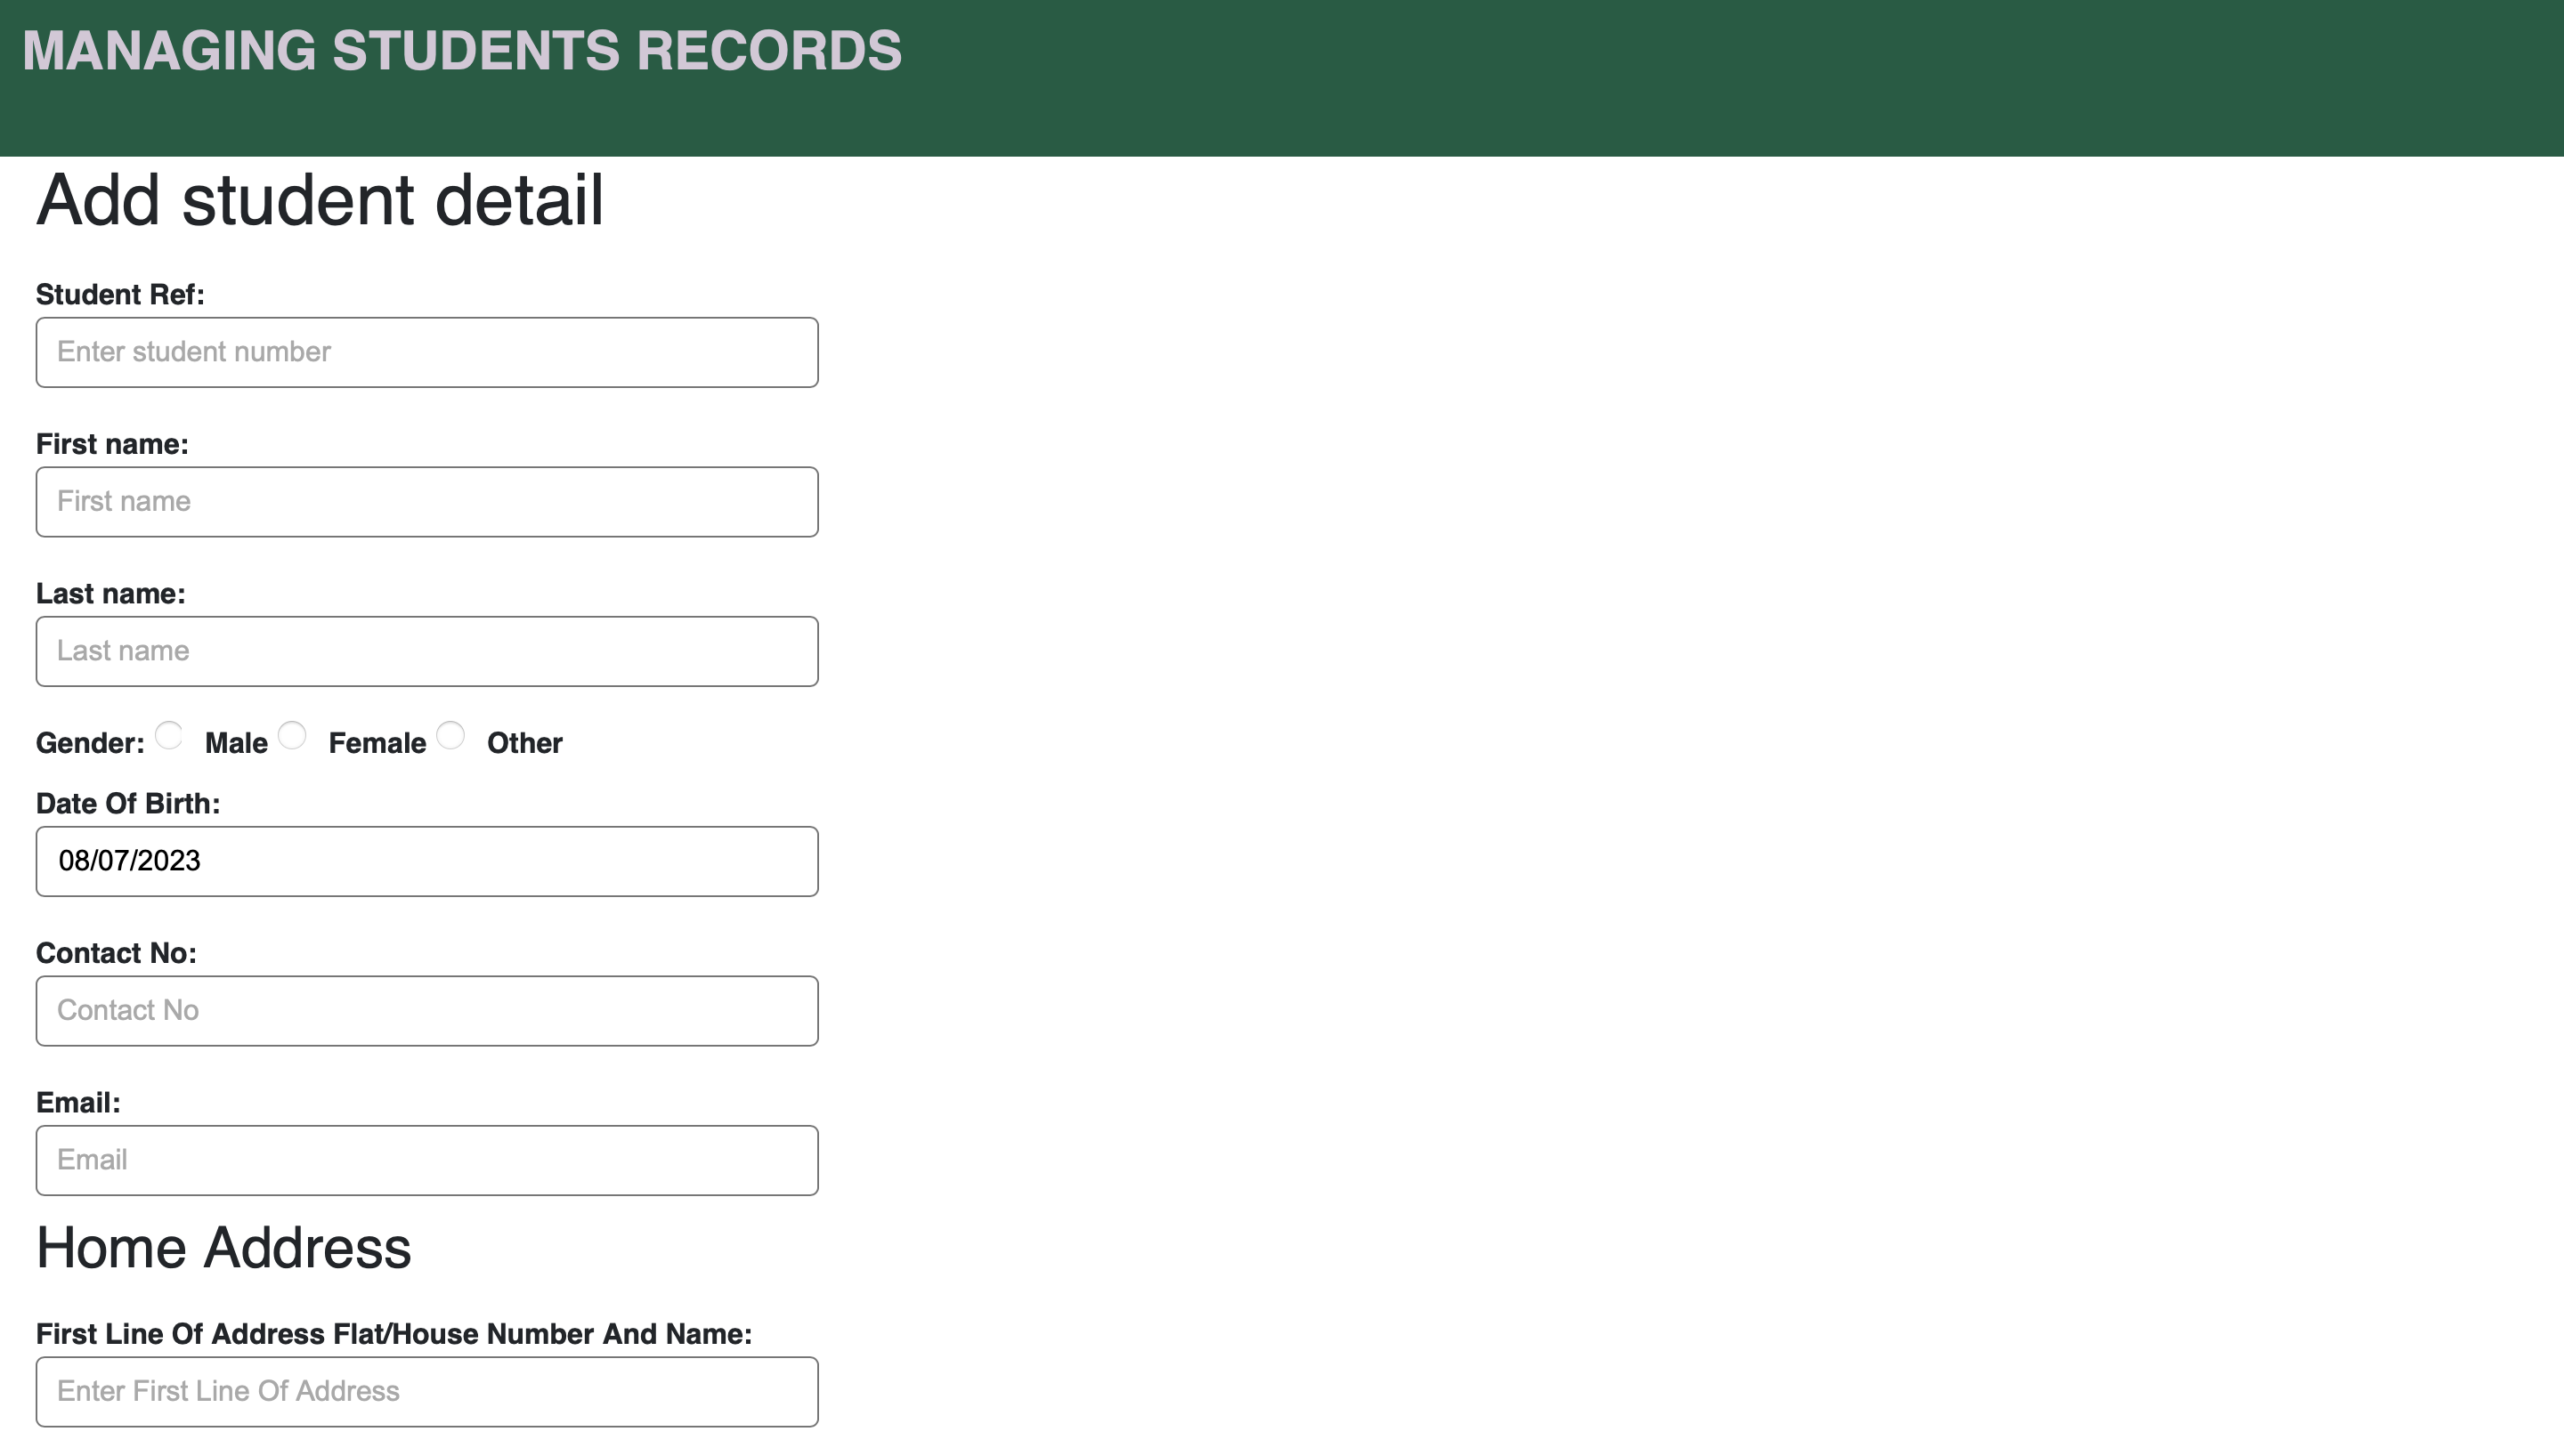 MANAGING STUDENTS RECORDS
Add student detail
Student Ref:
Enter student number
First name:
First name
Last name:
Last name
Gender: Male Female Other
Date Of Birth:
08/07/2023
Contact No:
Contact No
Email:
Email
Home Address
First Line Of Address Flat/House Number And Name:
Enter First Line Of Address